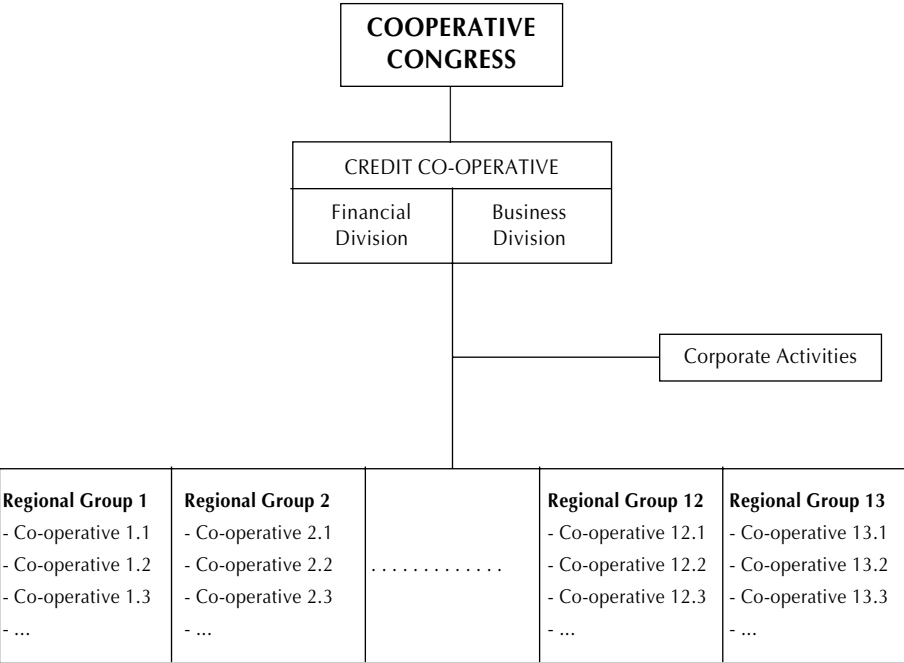 COOPERATIVE
CONGRESS
CREDIT CO-OPERATIVE
Financial
Division
Business
Division
Corporate Activities
Regional Group 1
- Co-operative 1.1
- Co-operative 1.2
- Co-operative 1.3
- ...
Regional Group 2
- Co-operative 2.1
- Co-operative 2.2
- Co-operative 2.3
- ...
. . . . . . . . . . . . .
Regional Group 12
- Co-operative 12.1
- Co-operative 12.2
- Co-operative 12.3
- ...
Regional Group 13
- Co-operative 13.1
- Co-operative 13.2
- Co-operative 13.3
- ...